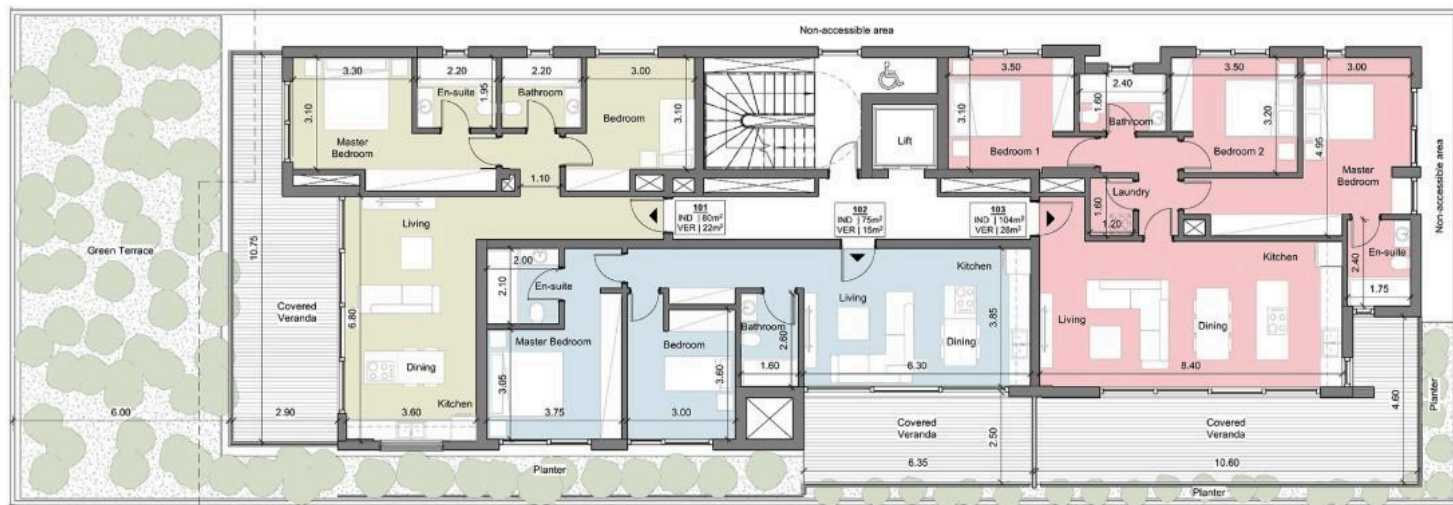 Non-accessible area
3.30
2.20
2.20
3.00
3.50
2.40
3.50
3.00
En-suite
1.95
Bathroom
3.10
Master
Bedroom
Bedroom
3.10
Lift
3.10
Bedroom 1
1.60
Bathroom
Bedroom 2
3.20
4.95
Master
Bedroom
Non-accessible area
1.10
Living
101
IND | 80m²
VER | 22m²
102
IND | 75m²
VER | 15m²
103
IND | 104m²
VER | 28m²
Laundry
1.60
1.20
Green Terrace
10.75
Covered
Veranda
6.80
Dining
Kitchen
2.00
2.10
En-suite
Master Bedroom
3.05
3.75
Bedroom
3.60
3.00
Bathroom
2.60
1.60
Living
Kitchen
Dining
3.85
6.30
Living
Kitchen
Dining
8.40
2.40
En-suite
1.75
6.00
2.90
3.60
Covered
Veranda
2.50
6.35
Covered
Veranda
10.60
4.60
Planter
Planter
Planter